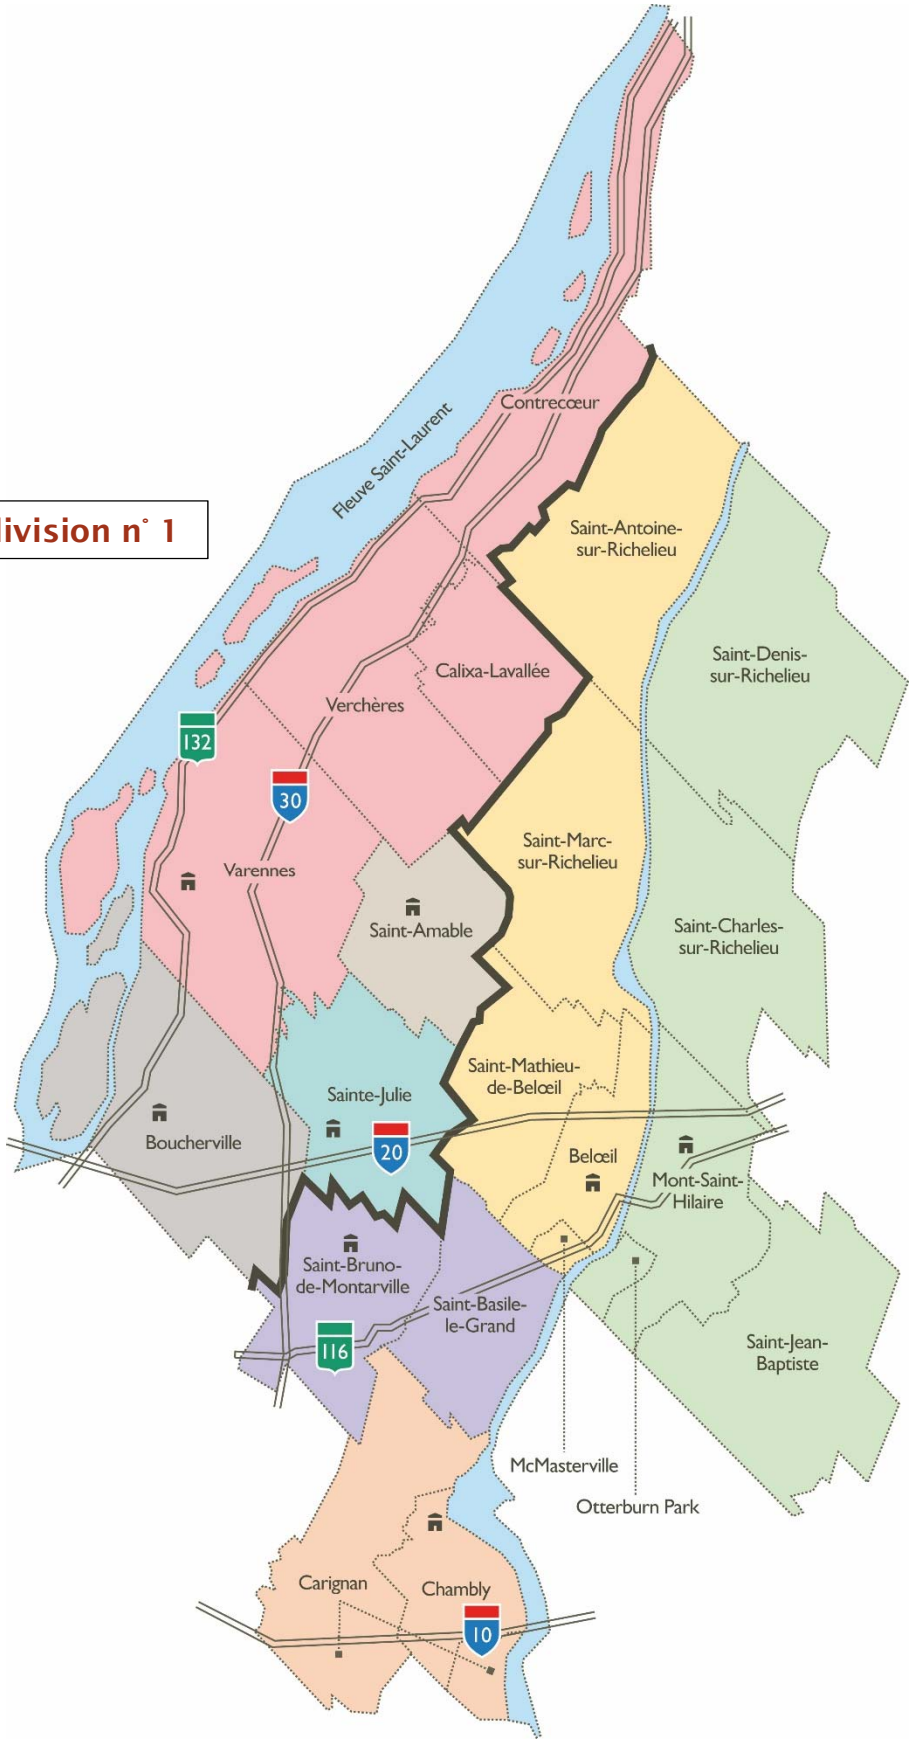 Contrecœur
Fleuve Saint-Laurent
division n° 1
Saint-Antoine-
sur-Richelieu
Saint-Denis-
sur-Richelieu
Calixa-Lavallée
Verchères
132
30
Saint-Marc-
sur-Richelieu
Varennes
Saint-Amable
Saint-Charles-
sur-Richelieu
Saint-Mathieu-
de-Belœil
Sainte-Julie
Boucherville
20
Belœil
Mont-Saint-
Hilaire
Saint-Bruno-
de-Montarville
Saint-Basile-
le-Grand
116
Saint-Jean-
Baptiste
McMasterville
Otterburn Park
Carignan
Chambly
10